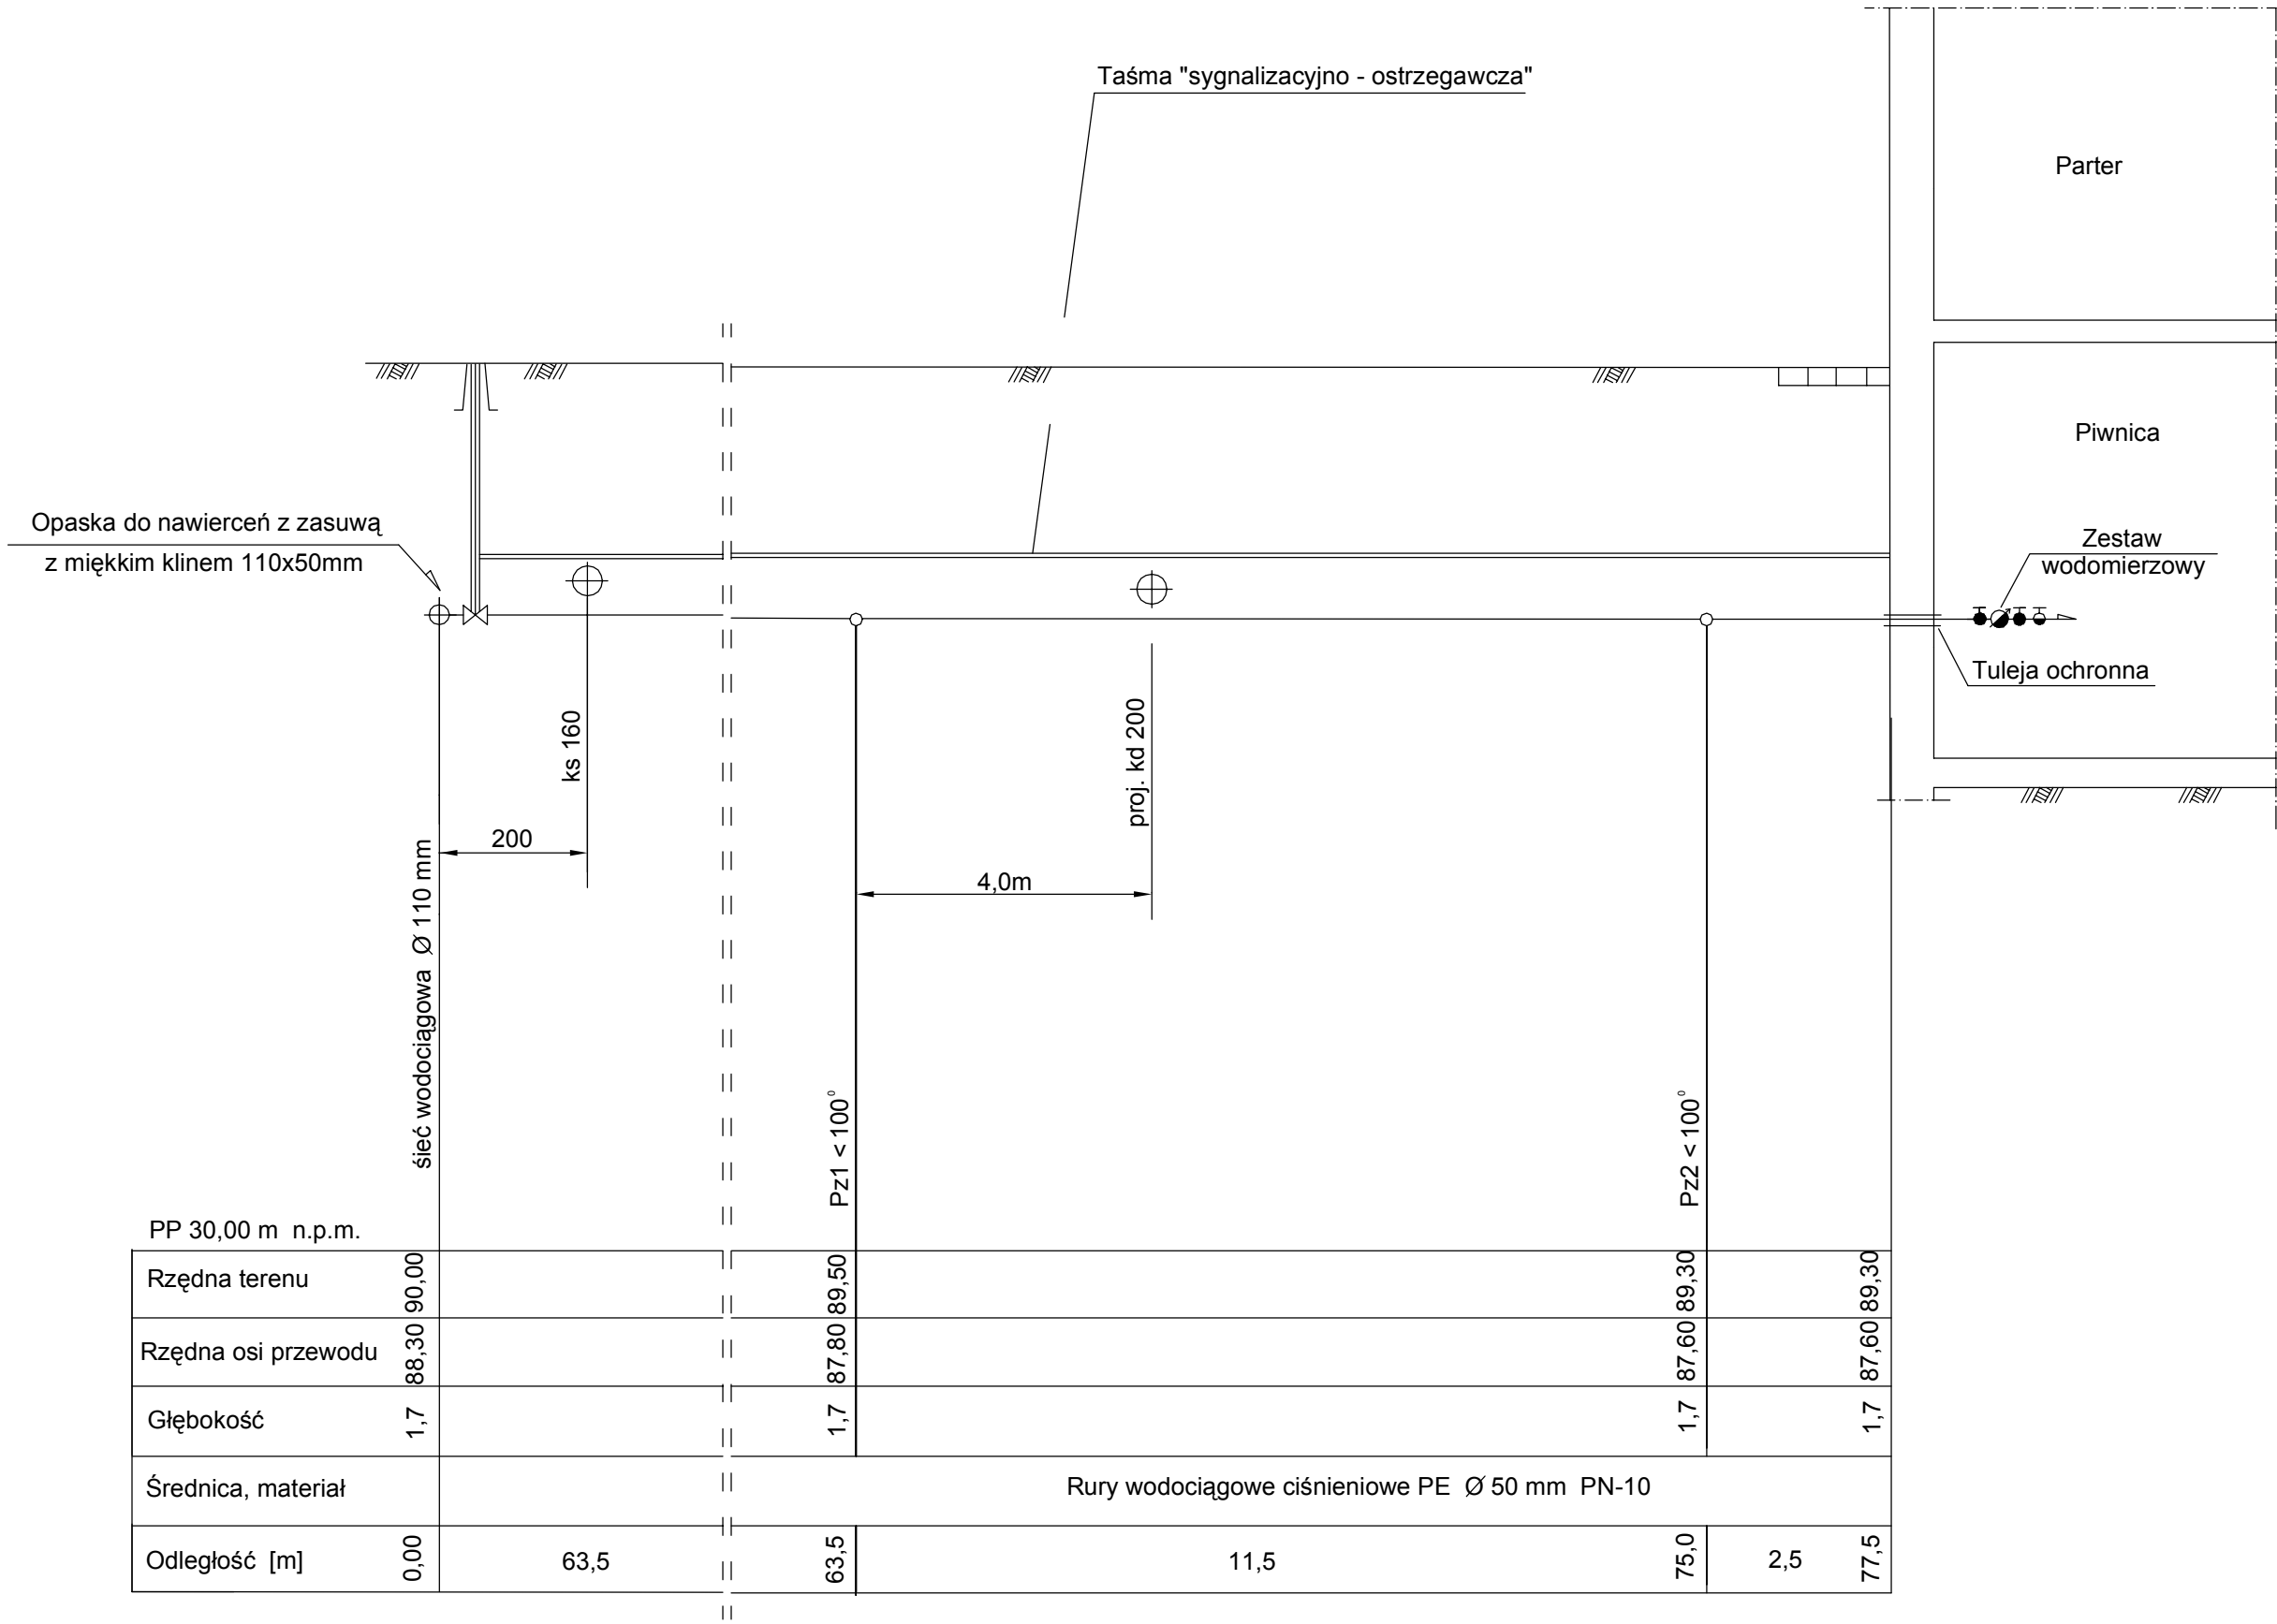 Taśma "sygnalizacyjno - ostrzegawcza"
Parter
Piwnica
Opaska do nawierceń z zasuwą
z miękkim klinem 110x50mm
Zestaw
wodomierzowy
Tuleja ochronna
ks 160
proj. kd 200
200
4,0m
śieć wodociągowa Ø 110 mm
Pz1 < 100°
Pz2 < 100°
PP 30,00 m n.p.m.
Rzędna terenu 90,00 89,50 89,30 89,30
Rzędna osi przewodu 88,30 87,80 87,60 87,60
Głębokość 1,7 1,7 1,7 1,7
Średnica, materiał Rury wodociągowe ciśnieniowe PE Ø 50 mm PN-10
Odległość [m] 0,00 63,5 63,5 11,5 75,0 2,5 77,5